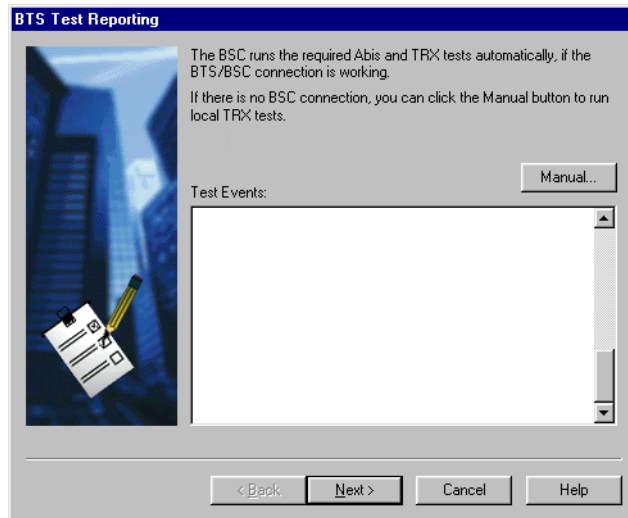 BTS Test Reporting
The BSC runs the required Abis and TRX tests automatically, if the
BTS/BSC connection is working.
If there is no BSC connection, you can click the Manual button to run
local TRX tests.
Manual...
Test Events:
< Back
Next >
Cancel
Help